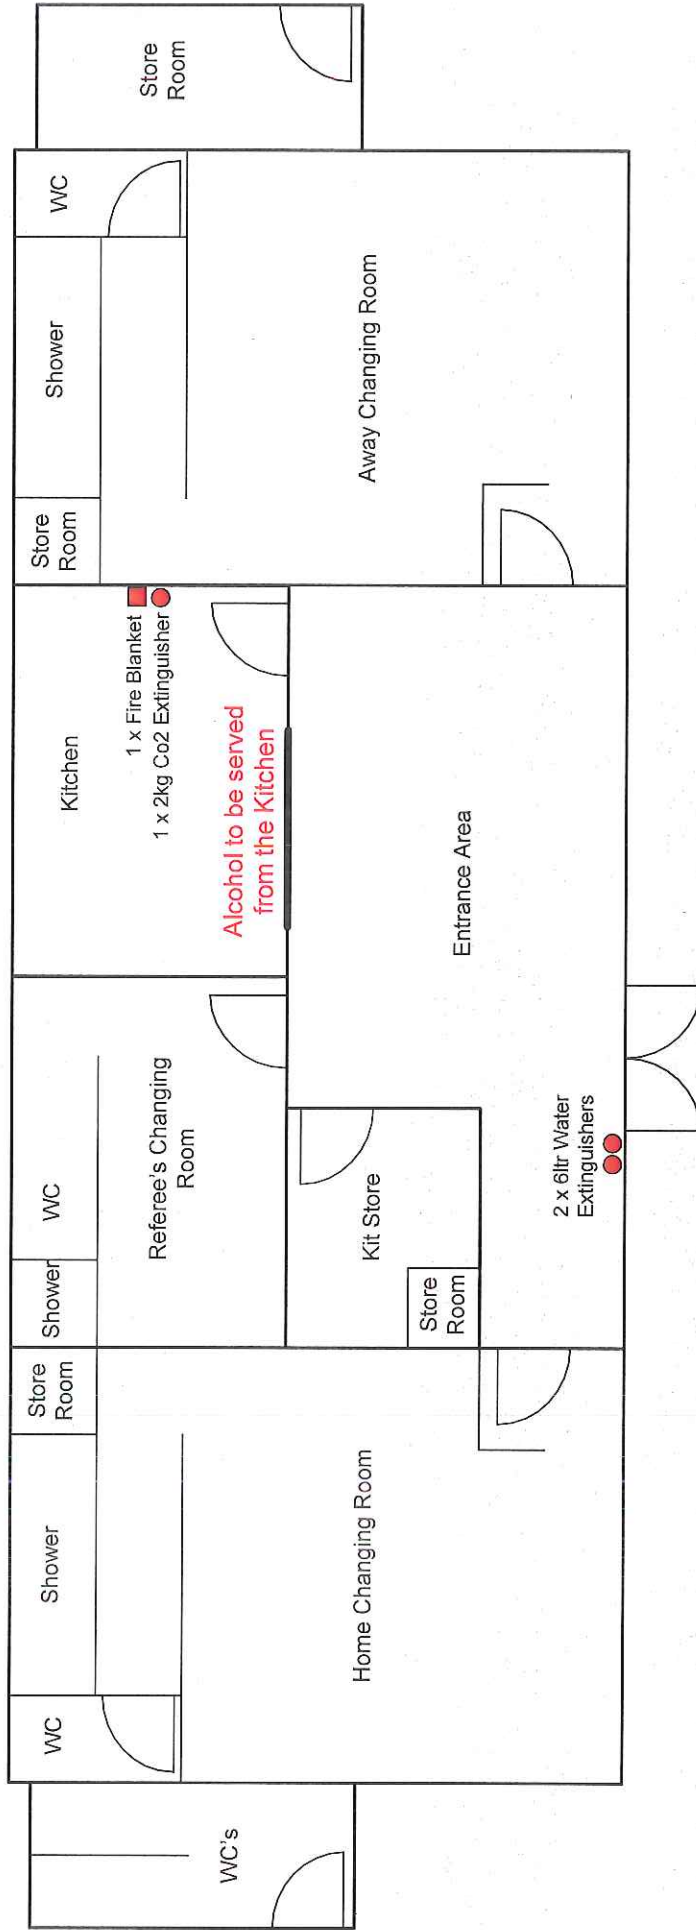 WC's
WC
Shower
Store
Room
Home Changing Room
Shower
WC
Referee's Changing
Room
Kit Store
Store
Room
2 x 6ltr Water
Extinguishers
Kitchen
1 x Fire Blanket
1 x 2kg Co2 Extinguisher
Alcohol to be served
from the Kitchen
Entrance Area
Store
Room
Shower
WC
Away Changing Room
Store
Room